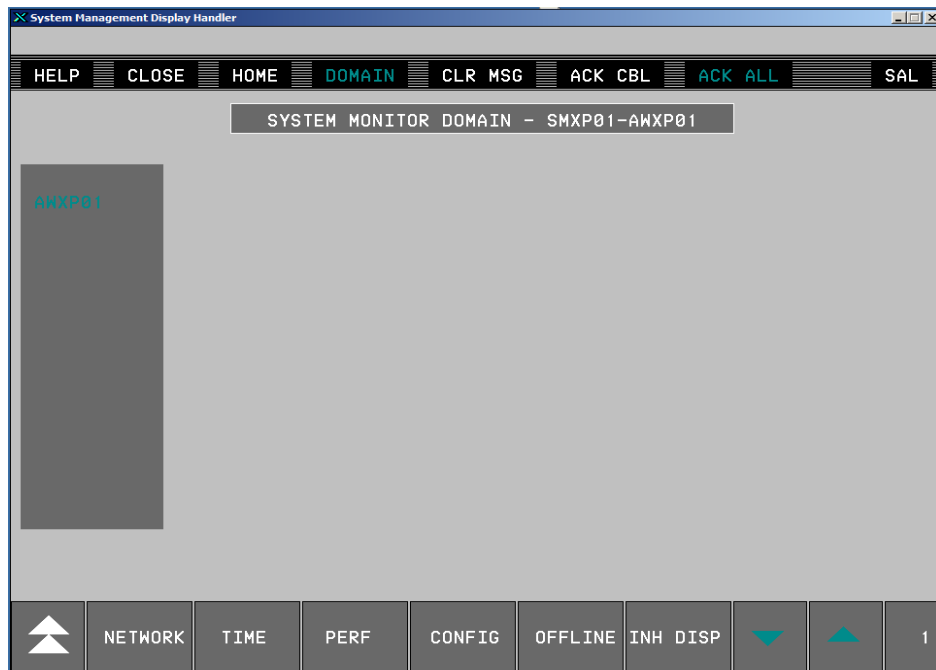 System Management Display Handler
HELP CLOSE HOME DOMAIN CLR MSG ACK CBL ACK ALL SAL
SYSTEM MONITOR DOMAIN - SMXP01-AWXP01
AWXP01
NETWORK TIME PERF CONFIG OFFLINE INH DISP 1